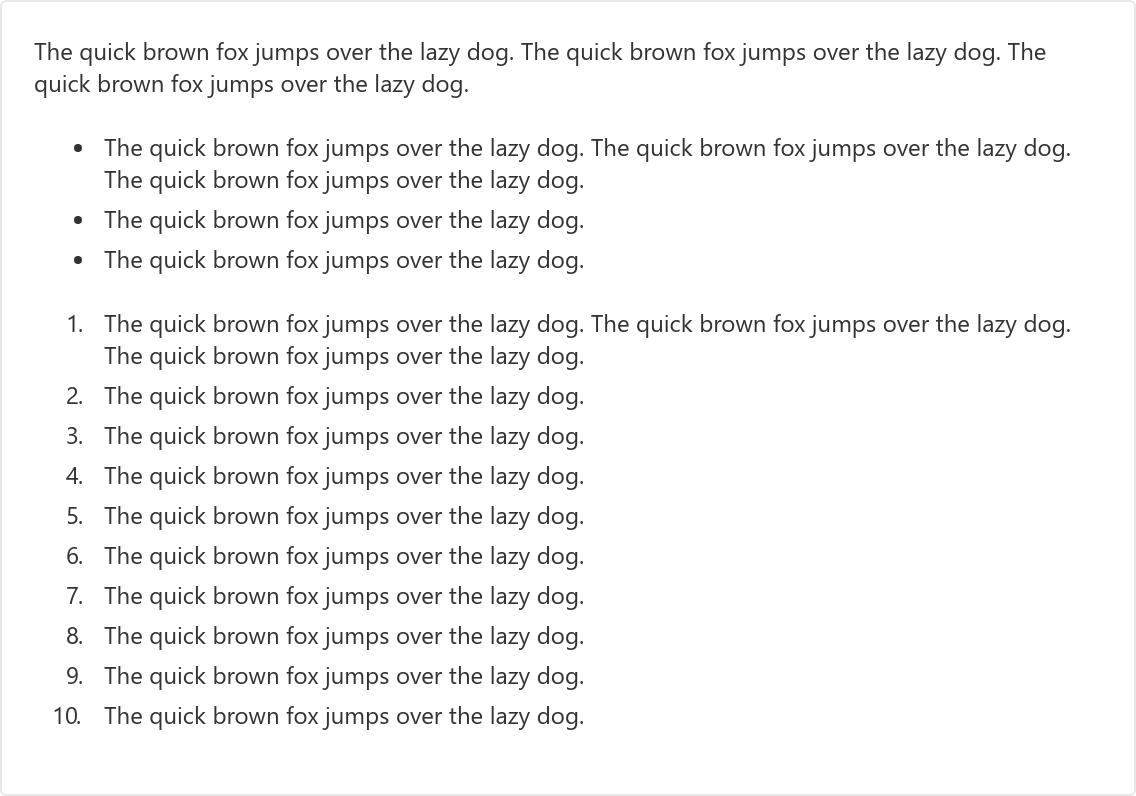 The quick brown fox jumps over the lazy dog. The quick brown fox jumps over the lazy dog. The
quick brown fox jumps over the lazy dog.
• The quick brown fox jumps over the lazy dog. The quick brown fox jumps over the lazy dog.
The quick brown fox jumps over the lazy dog.
• The quick brown fox jumps over the lazy dog.
• The quick brown fox jumps over the lazy dog.
1. The quick brown fox jumps over the lazy dog. The quick brown fox jumps over the lazy dog.
The quick brown fox jumps over the lazy dog.
2. The quick brown fox jumps over the lazy dog.
3. The quick brown fox jumps over the lazy dog.
4. The quick brown fox jumps over the lazy dog.
5. The quick brown fox jumps over the lazy dog.
6. The quick brown fox jumps over the lazy dog.
7. The quick brown fox jumps over the lazy dog.
8. The quick brown fox jumps over the lazy dog.
9. The quick brown fox jumps over the lazy dog.
10. The quick brown fox jumps over the lazy dog.